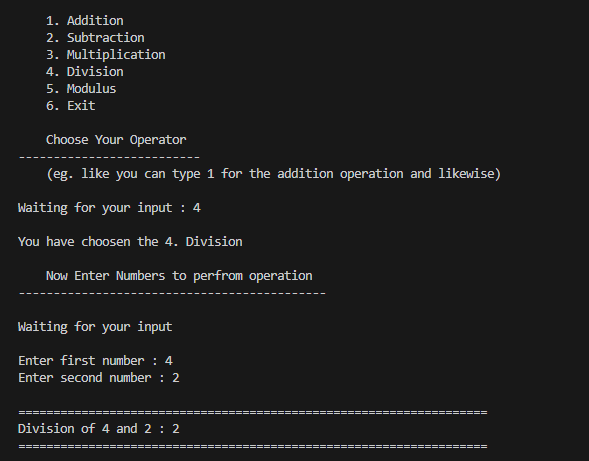 1. Addition
2. Subtraction
3. Multiplication
4. Division
5. Modulus
6. Exit
Choose Your Operator
--------------------------
(eg. like you can type 1 for the addition operation and likewise)
Waiting for your input : 4
You have choosen the 4. Division
Now Enter Numbers to perfrom operation
--------------------------------------------
Waiting for your input
Enter first number : 4
Enter second number : 2
===================================================================
Division of 4 and 2 : 2
===================================================================